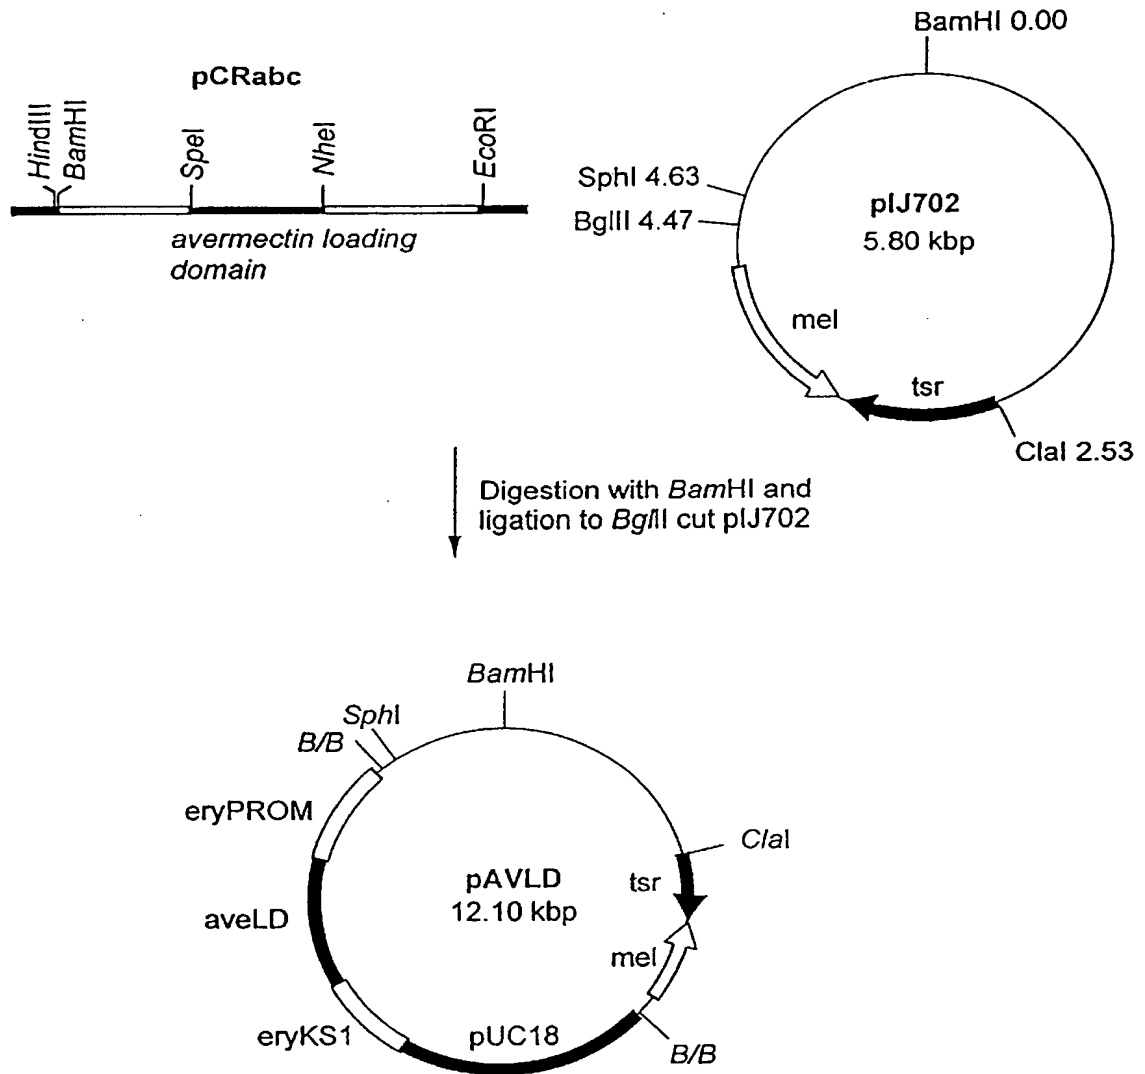 BamHI 0.00
pCRabc
HindIII
BamHI
SpeI
NheI
EcoRI
avermectin loading
domain
SphI 4.63
BglII 4.47
pIJ702
5.80 kbp
mel
tsr
ClaI 2.53
Digestion with BamHI and
ligation to BglII cut pIJ702
BamHI
SphI
B/B
eryPROM
ClaI
pAVLD
12.10 kbp
tsr
aveLD
mel
eryKS1
pUC18
B/B